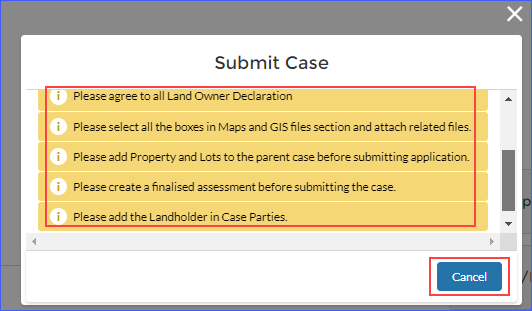 Submit Case
Please agree to all Land Owner Declaration
Please select all the boxes in Maps and GIS files section and attach related files.
Please add Property and Lots to the parent case before submitting application.
Please create a finalised assessment before submitting the case.
Please add the Landholder in Case Parties.
Cancel